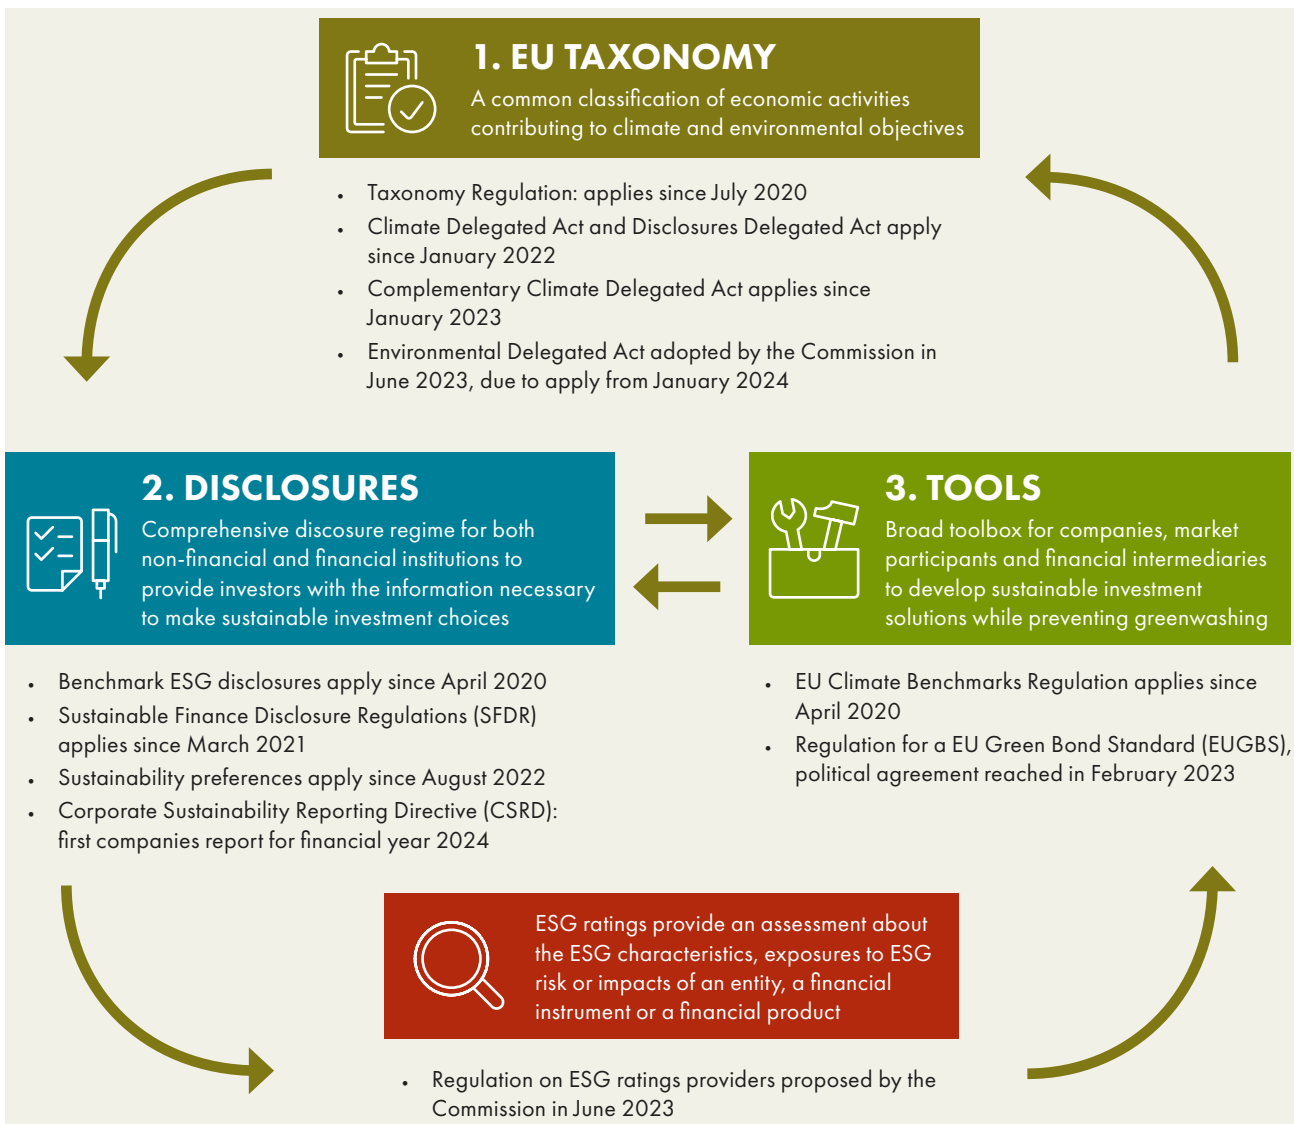 1. EU TAXONOMY
A common classification of economic activities
contributing to climate and environmental objectives
• Taxonomy Regulation: applies since July 2020
• Climate Delegated Act and Disclosures Delegated Act apply
since January 2022
• Complementary Climate Delegated Act applies since
January 2023
• Environmental Delegated Act adopted by the Commission in
June 2023, due to apply from January 2024
2. DISCLOSURES
Comprehensive discosure regime for both
non-financial and financial institutions to
provide investors with the information necessary
to make sustainable investment choices
• Benchmark ESG disclosures apply since April 2020
• Sustainable Finance Disclosure Regulations (SFDR)
applies since March 2021
• Sustainability preferences apply since August 2022
• Corporate Sustainability Reporting Directive (CSRD):
first companies report for financial year 2024
3. TOOLS
Broad toolbox for companies, market
participants and financial intermediaries
to develop sustainable investment
solutions while preventing greenwashing
• EU Climate Benchmarks Regulation applies since
April 2020
• Regulation for a EU Green Bond Standard (EUGBS),
political agreement reached in February 2023
ESG ratings provide an assessment about
the ESG characteristics, exposures to ESG
risk or impacts of an entity, a financial
instrument or a financial product
• Regulation on ESG ratings providers proposed by the
Commission in June 2023